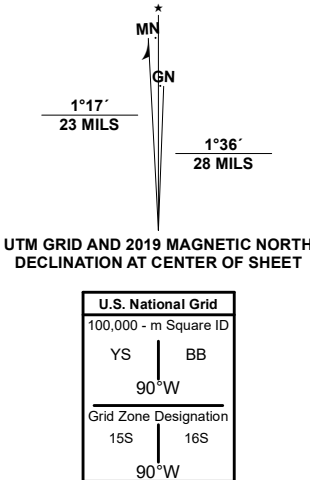 ★
MN
GN
1°17´
23 MILS
1°36´
28 MILS
UTM GRID AND 2019 MAGNETIC NORTH
DECLINATION AT CENTER OF SHEET
U.S. National Grid
100,000 - m Square ID
YS BB
90°W
Grid Zone Designation
15S 16S
90°W